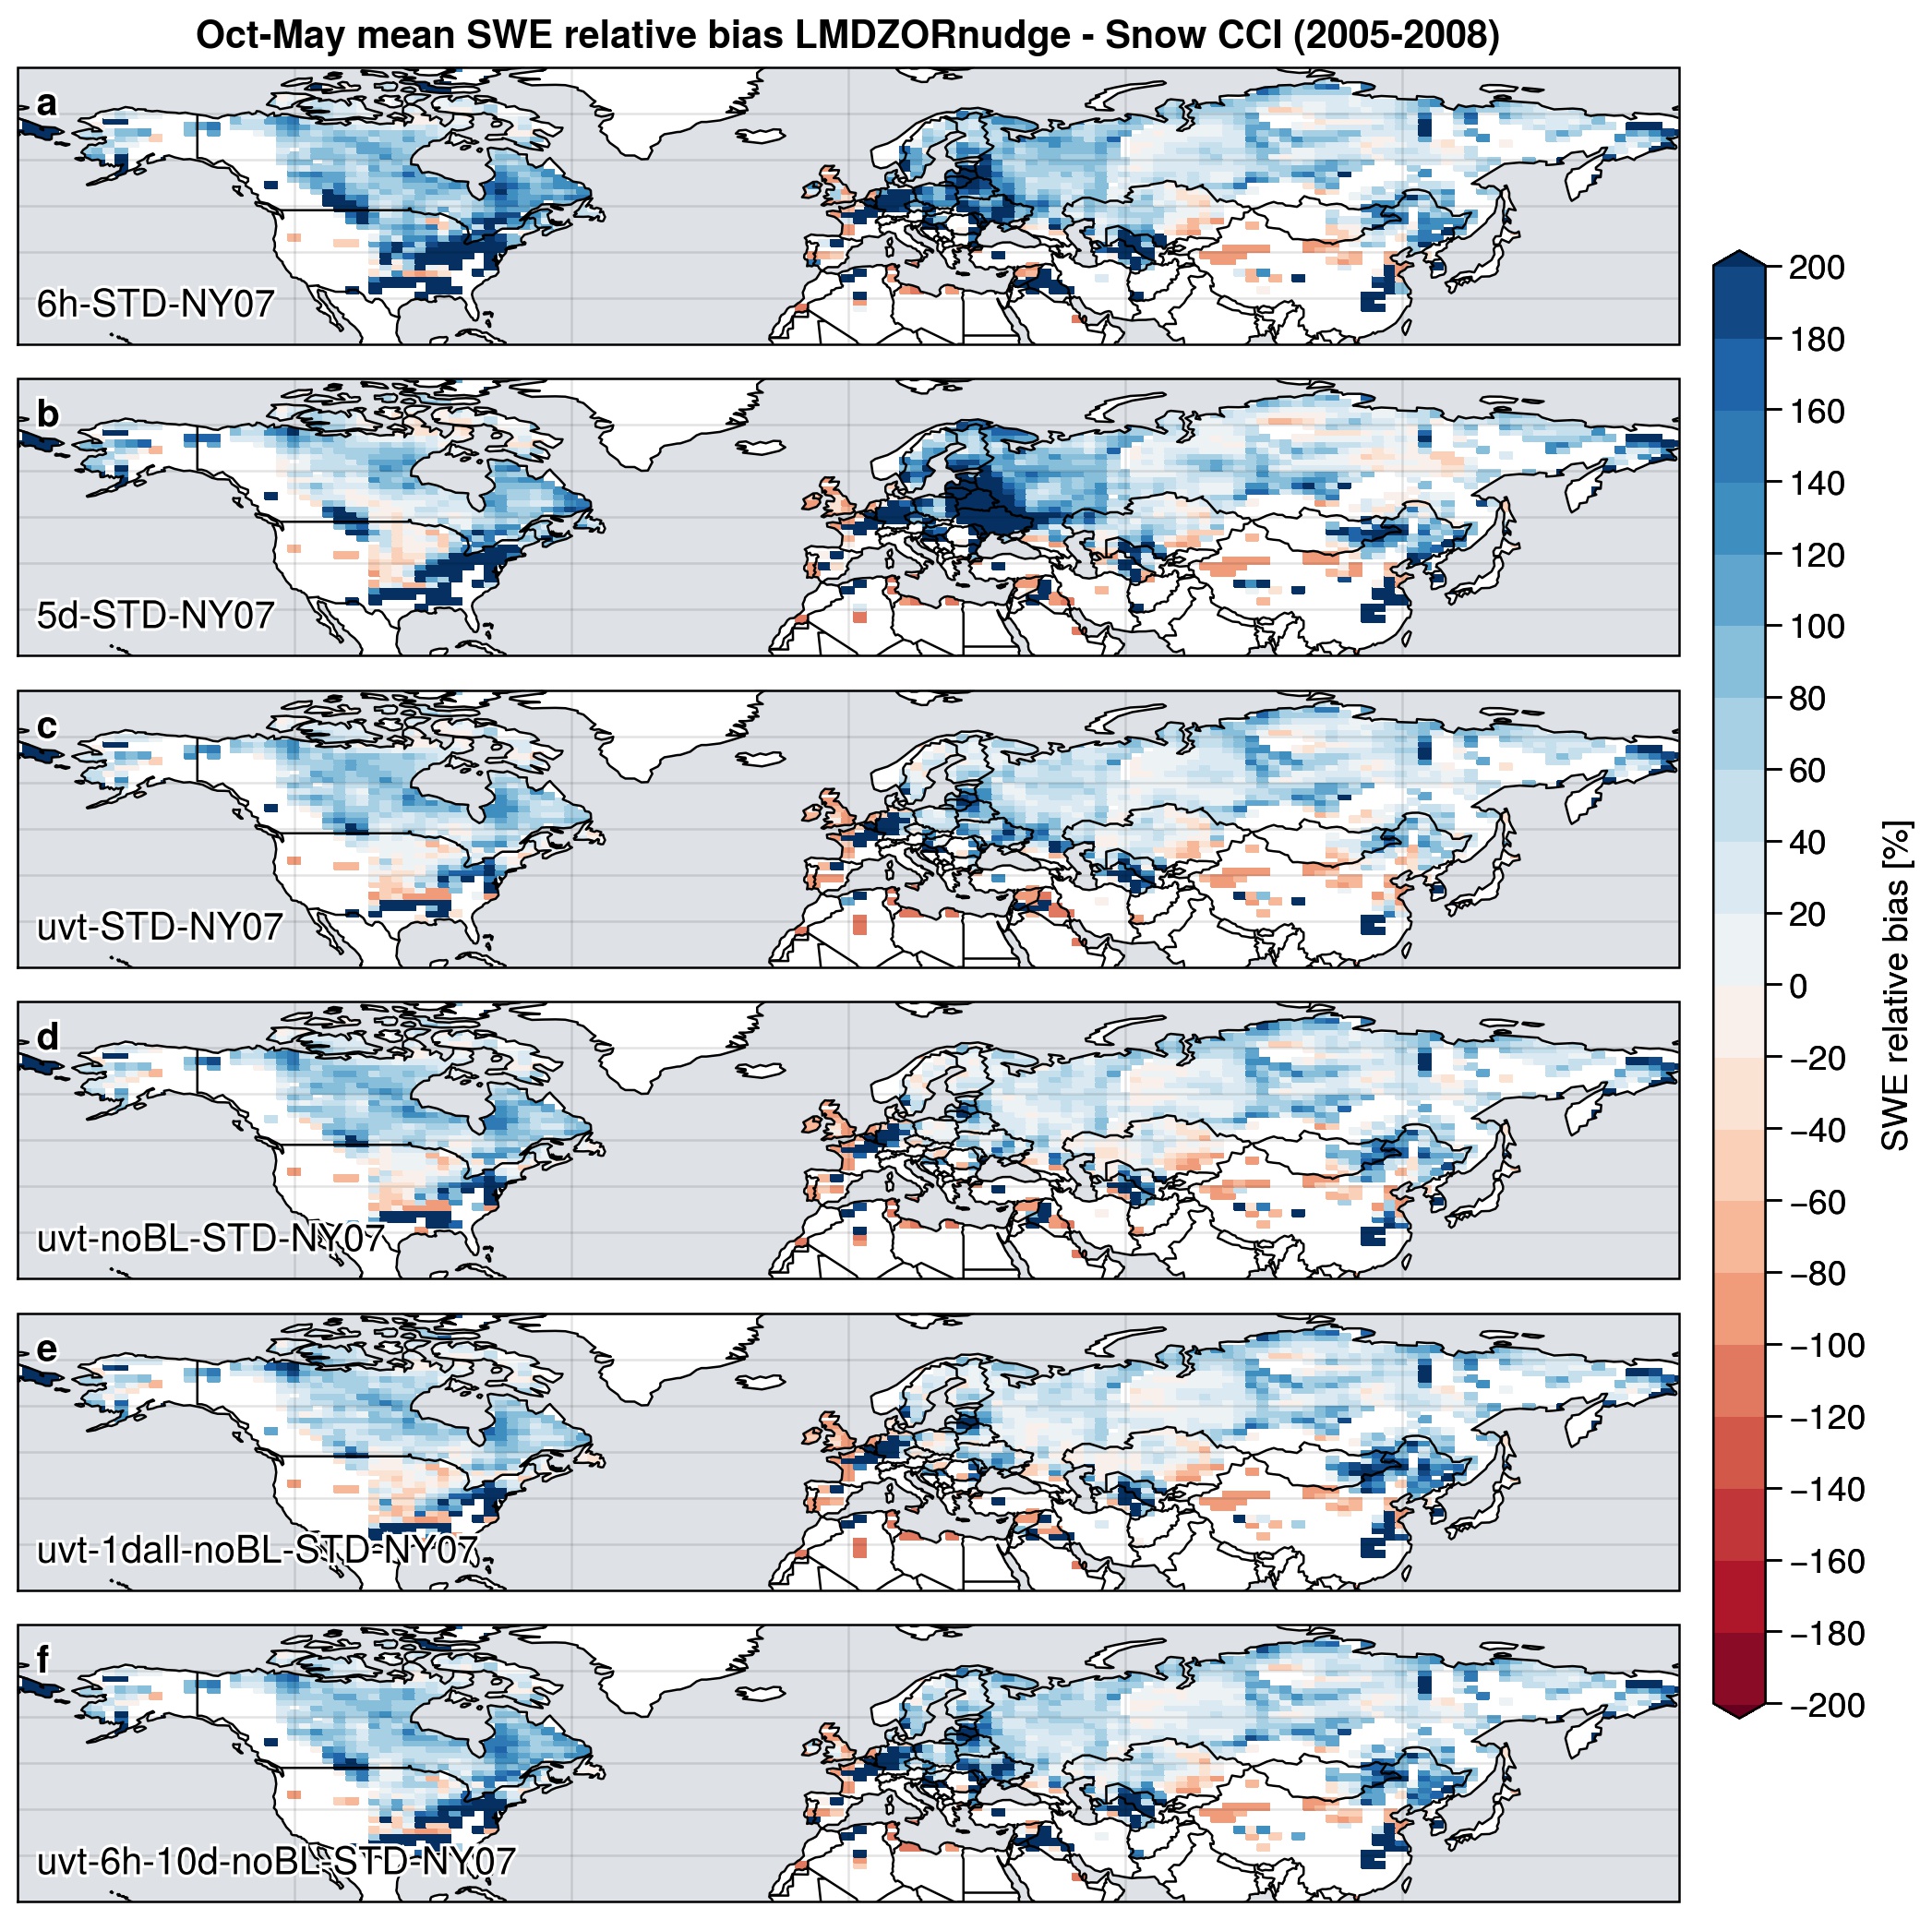 Oct-May mean SWE relative bias LMDZORnudge - Snow CCI (2005-2008)
a
6h-STD-NY07
b
5d-STD-NY07
c
uvt-STD-NY07
d
uvt-noBL-STD-NY07
e
uvt-1dall-noBL-STD-NY07
f
uvt-6h-10d-noBL-STD-NY07
200
180
160
140
120
100
80
60
40
20
0
−20
−40
−60
−80
−100
−120
−140
−160
−180
−200
SWE relative bias [%]